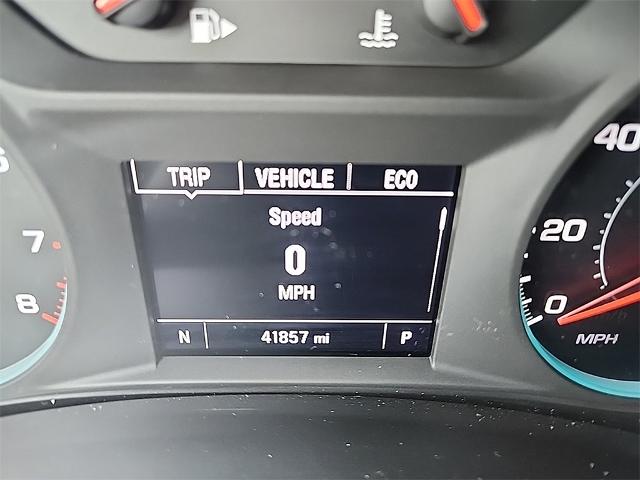 TRIP VEHICLE ECO
Speed
0
MPH
N 41857 mi P
7
8
40
20
0
MPH